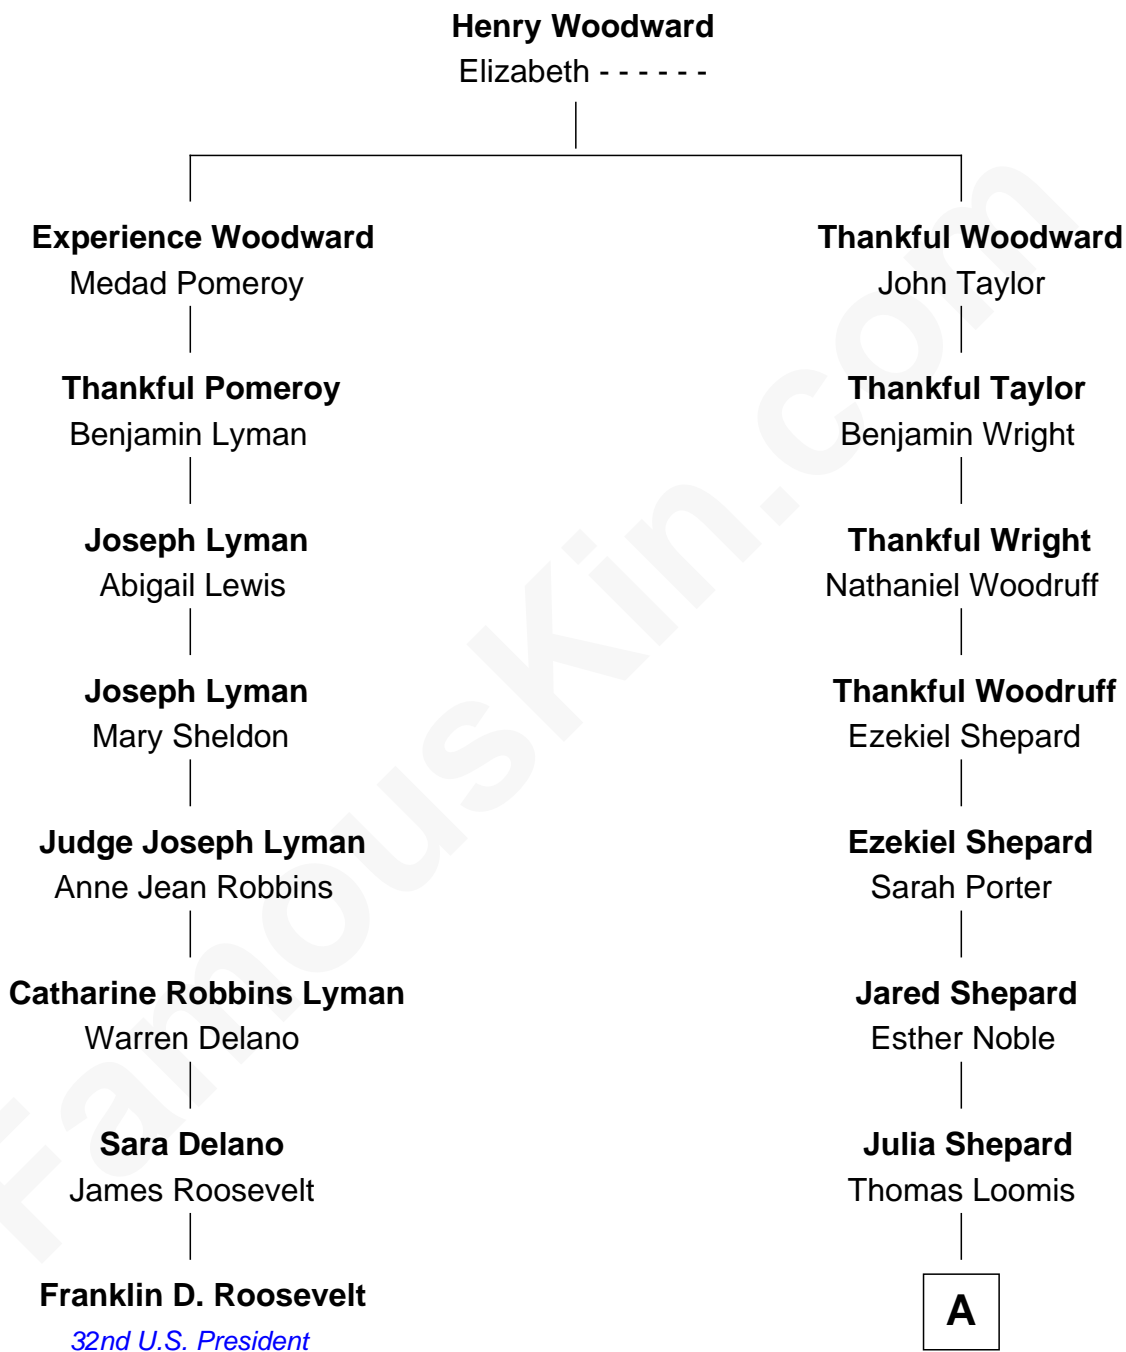 Henry Woodward
Elizabeth - - - - - -
Experience Woodward
Medad Pomeroy
Thankful Woodward
John Taylor
Thankful Pomeroy
Benjamin Lyman
Thankful Taylor
Benjamin Wright
Joseph Lyman
Abigail Lewis
Thankful Wright
Nathaniel Woodruff
Joseph Lyman
Mary Sheldon
Thankful Woodruff
Ezekiel Shepard
Judge Joseph Lyman
Anne Jean Robbins
Ezekiel Shepard
Sarah Porter
Catharine Robbins Lyman
Warren Delano
Jared Shepard
Esther Noble
Sara Delano
James Roosevelt
Julia Shepard
Thomas Loomis
Franklin D. Roosevelt
32nd U.S. President
A
FamousKin.com